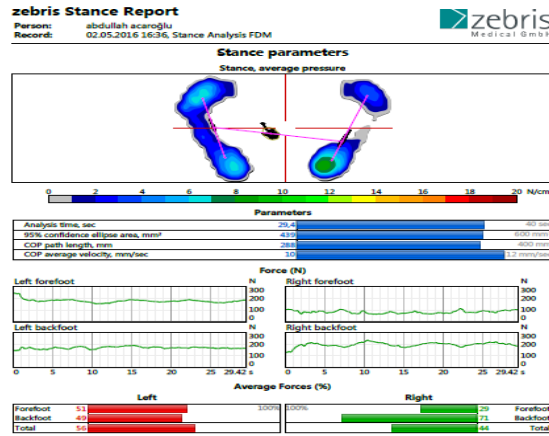 zebris Stance Report
zebris
Medical GmbH
Person: abdullah acaroğlu
Record: 02.05.2016 16:36, Stance Analysis FDM
Stance parameters
Stance, average pressure
0 2 4 6 8 10 12 14 16 18 20 N/cm
Parameters
Analysis time, sec 29,4 40 sec
95% confidence ellipse area, mm² 439 600 mm
COP path length, mm 288 400 mm
COP average velocity, mm/sec 10 12 mm/sec
Force (N)
Left forefoot N Right forefoot N
300 300
200 200
100 100
0 0
Left backfoot N Right backfoot N
300 300
200 200
100 100
0 0
0 5 10 15 20 25 29.42 s 0 5 10 15 20 25 29.42 s
Average Forces (%)
Left Right
Forefoot 51 100% 100% 29 Forefoot
Backfoot 49 71 Backfoot
Total 56 44 Total